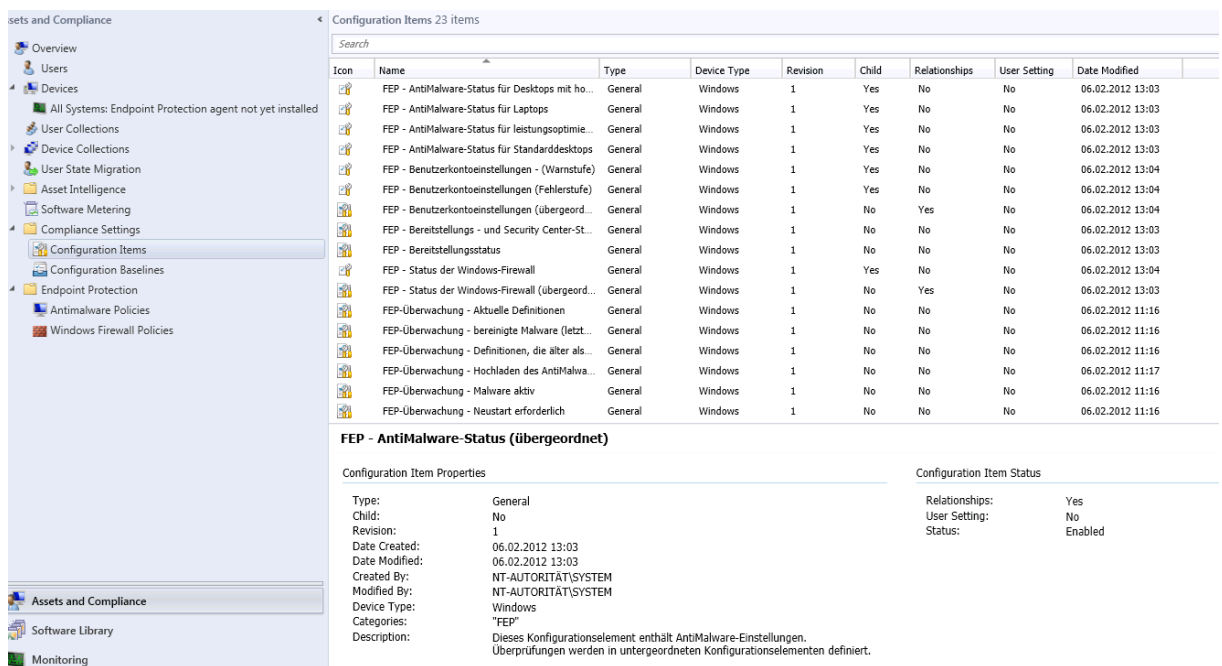 ssets and Compliance
Overview
Users
Devices
All Systems: Endpoint Protection agent not yet installed
User Collections
Device Collections
User State Migration
Asset Intelligence
Software Metering
Compliance Settings
Configuration Items
Configuration Baselines
Endpoint Protection
Antimalware Policies
Windows Firewall Policies
Assets and Compliance
Software Library
Monitoring
Configuration Items 23 items
Search
Icon Name Type Device Type Revision Child Relationships User Setting Date Modified
FEP - AntiMalware-Status für Desktops mit ho... General Windows 1 Yes No No 06.02.2012 13:03
FEP - AntiMalware-Status für Laptops General Windows 1 Yes No No 06.02.2012 13:03
FEP - AntiMalware-Status für leistungsoptimie... General Windows 1 Yes No No 06.02.2012 13:03
FEP - AntiMalware-Status für Standarddesktops General Windows 1 Yes No No 06.02.2012 13:03
FEP - Benutzerkontoeinstellungen - (Warnstufe) General Windows 1 Yes No No 06.02.2012 13:04
FEP - Benutzerkontoeinstellungen (Fehlerstufe) General Windows 1 Yes No No 06.02.2012 13:04
FEP - Benutzerkontoeinstellungen (übergeord... General Windows 1 No Yes No 06.02.2012 13:04
FEP - Bereitstellungs - und Security Center-St... General Windows 1 No No No 06.02.2012 13:03
FEP - Bereitstellungsstatus General Windows 1 No No No 06.02.2012 13:03
FEP - Status der Windows-Firewall General Windows 1 Yes No No 06.02.2012 13:04
FEP - Status der Windows-Firewall (übergeord... General Windows 1 No Yes No 06.02.2012 13:03
FEP-Überwachung - Aktuelle Definitionen General Windows 1 No No No 06.02.2012 11:16
FEP-Überwachung - bereinigte Malware (letzt... General Windows 1 No No No 06.02.2012 11:16
FEP-Überwachung - Definitionen, die älter als... General Windows 1 No No No 06.02.2012 11:16
FEP-Überwachung - Hochladen des AntiMalwa... General Windows 1 No No No 06.02.2012 11:17
FEP-Überwachung - Malware aktiv General Windows 1 No No No 06.02.2012 11:16
FEP-Überwachung - Neustart erforderlich General Windows 1 No No No 06.02.2012 11:16
FEP - AntiMalware-Status (übergeordnet)
Configuration Item Properties
Type: General
Child: No
Revision: 1
Date Created: 06.02.2012 13:03
Date Modified: 06.02.2012 13:03
Created By: NT-AUTORITÄT\SYSTEM
Modified By: NT-AUTORITÄT\SYSTEM
Device Type: Windows
Categories: "FEP"
Description: Dieses Konfigurationselement enthält AntiMalware-Einstellungen.
Überprüfungen werden in untergeordneten Konfigurationselementen definiert.
Configuration Item Status
Relationships: Yes
User Setting: No
Status: Enabled